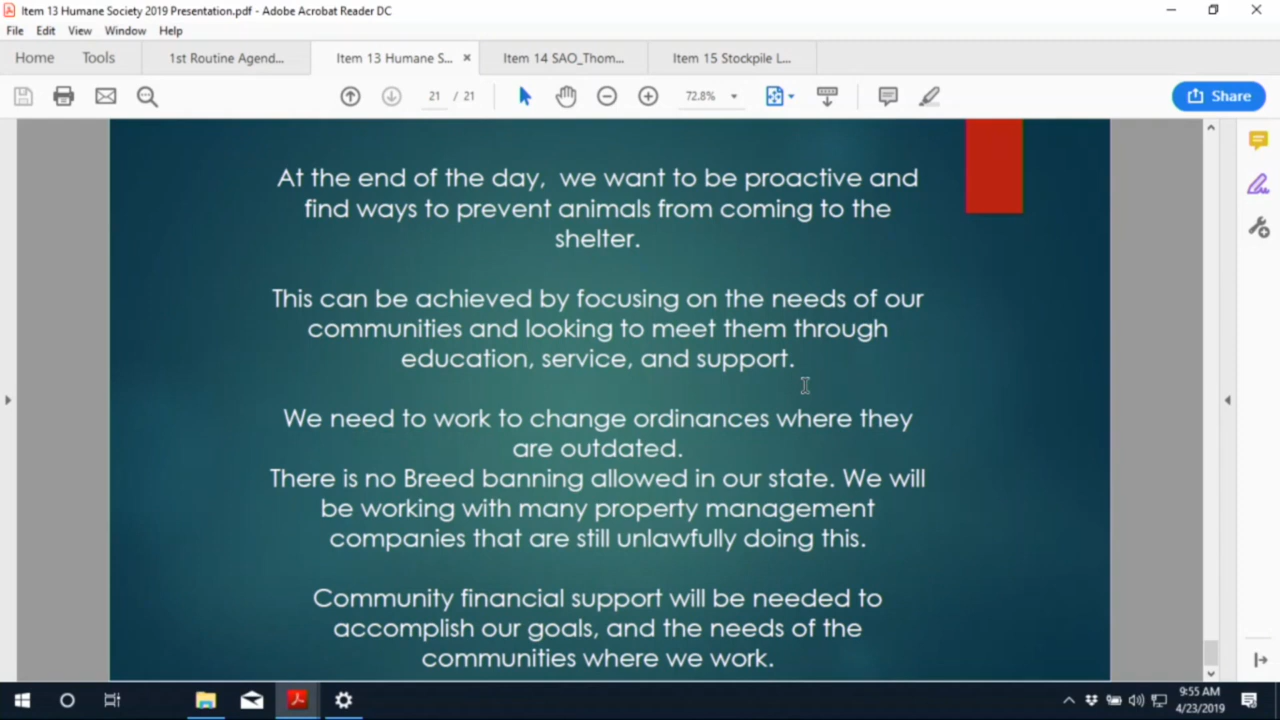 Item 13 Humane Society 2019 Presentation.pdf - Adobe Acrobat Reader DC
File Edit View Window Help
Home Tools 1st Routine Agend... Item 13 Humane S... × Item 14 SAO_Thom... Item 15 Stockpile L...
21 / 21 72.8% Share
At the end of the day, we want to be proactive and
find ways to prevent animals from coming to the
shelter.
This can be achieved by focusing on the needs of our
communities and looking to meet them through
education, service, and support.
We need to work to change ordinances where they
are outdated.
There is no Breed banning allowed in our state. We will
be working with many property management
companies that are still unlawfully doing this.
Community financial support will be needed to
accomplish our goals, and the needs of the
communities where we work.
9:55 AM
4/23/2019